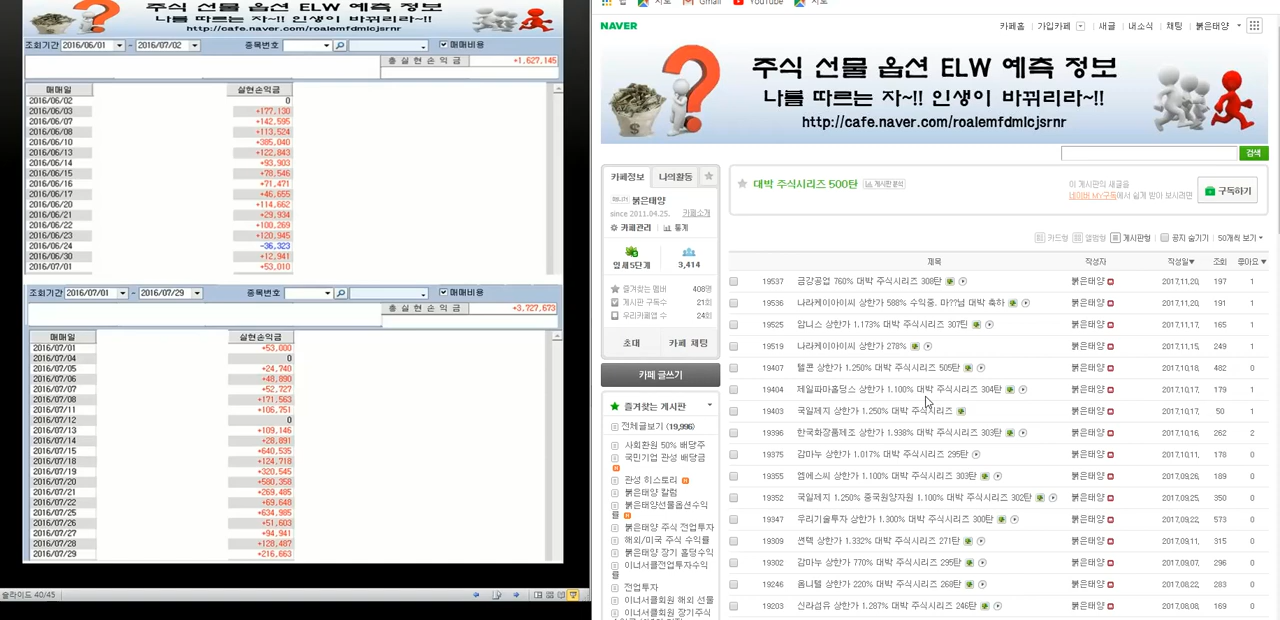 주식 선물 옵션 ELW 예측 정보
나를 따르는 자~!! 인생이 바뀌리라~!!
http://cafe.naver.com/roalemfdmlcjsrnr
조회기간 2016/06/01 - 2016/07/02 종목번호 매매비용
총 실 현 손 익 금 +1,627,145
매매일 실현손익금
2016/06/02 0
2016/06/03 +177,130
2016/06/07 +142,595
2016/06/08 +113,524
2016/06/10 +385,040
2016/06/13 +122,843
2016/06/14 +93,903
2016/06/15 +78,546
2016/06/16 +71,471
2016/06/17 +46,655
2016/06/20 +114,662
2016/06/21 +29,934
2016/06/22 +100,269
2016/06/23 +120,945
2016/06/24 -36,323
2016/06/30 +12,941
2016/07/01 +53,010
조회기간 2016/07/01 - 2016/07/29 종목번호 매매비용
총 실 현 손 익 금 +3,727,673
매매일 실현손익금
2016/07/01 +53,000
2016/07/04 0
2016/07/05 +24,740
2016/07/06 +48,890
2016/07/07 +52,727
2016/07/08 +171,563
2016/07/11 +106,751
2016/07/12 0
2016/07/13 +109,146
2016/07/14 +28,891
2016/07/15 +640,535
2016/07/18 +124,718
2016/07/19 +320,545
2016/07/20 +580,358
2016/07/21 +269,485
2016/07/22 +69,648
2016/07/25 +634,985
2016/07/26 +51,603
2016/07/27 +94,941
2016/07/28 +128,487
2016/07/29 +216,663
슬라이드 40/45
앱 지도 Gmail YouTube 지도
NAVER
카페홈 가입카페 새글 내소식 채팅 붉은태양
주식 선물 옵션 ELW 예측 정보
나를 따르는 자~!! 인생이 바뀌리라~!!
http://cafe.naver.com/roalemfdmlcjsrnr
검색
카페정보 나의활동
매니저 붉은태양
since 2011.04.25. 카페소개
카페관리 통계
잎새5단계 3,414
즐겨찾는 멤버 408명
게시판 구독수 21회
우리카페앱 수 24회
초대 카페 채팅
카페 글쓰기
즐겨찾는 게시판
전체글보기 (19,996)
사회환원 50% 배당주
국민기업 관성 배당금
관성 히스토리
붉은태양 칼럼
붉은태양선물옵션수익률
붉은태양 주식 전업투자
해외/미국 주식 수익률
붉은태양 장기 홀딩수익
이너서클전업투자수익률
전업투자
이너서클회원 해외 선물
이너서클회원 장기주식
대박 주식시리즈 500탄 게시판 분석
이 게시판의 새글을
네이버 MY구독에서 쉽게 받아 보시려면
구독하기
카드형 앨범형 게시판형 공지 숨기기 50개씩 보기
제목 작성자 작성일▼ 조회 좋아요▼
19537 금강공업 760% 대박 주식시리즈 308탄 붉은태양 2017.11.20. 197 1
19536 나라케이아이씨 상한가 588% 수익중. 마??님 대박 축하 붉은태양 2017.11.20. 191 1
19525 압니스 상한가 1.173% 대박 주식시리즈 307탄 붉은태양 2017.11.17. 165 1
19519 나라케이아이씨 상한가 278% 붉은태양 2017.11.15. 249 1
19407 텔콘 상한가 1.250% 대박 주식시리즈 505탄 붉은태양 2017.10.18. 482 0
19404 제일파마홀딩스 상한가 1.100% 대박 주식시리즈 304탄 붉은태양 2017.10.17. 179 1
19403 국일제지 상한가 1.250% 대박 주식시리즈 붉은태양 2017.10.17. 50 1
19396 한국화장품제조 상한가 1.938% 대박 주식시리즈 303탄 붉은태양 2017.10.16. 262 2
19375 감마누 상한가 1.017% 대박 주식시리즈 295탄 붉은태양 2017.10.11. 178 0
19355 엠에스씨 상한가 1.100% 대박 주식시리즈 303탄 붉은태양 2017.09.26. 189 0
19352 국일제지 1.250% 중국원양자원 1.100% 대박 주식시리즈 302탄 붉은태양 2017.09.25. 350 0
19347 우리기술투자 상한가 1.300% 대박 주식시리즈 300탄 붉은태양 2017.09.22. 573 0
19309 썬텍 상한가 1.332% 대박 주식시리즈 271탄 붉은태양 2017.09.11. 315 0
19302 감마누 상한가 770% 대박 주식시리즈 295탄 붉은태양 2017.09.07. 296 0
19246 옴니텔 상한가 220% 대박 주식시리즈 268탄 붉은태양 2017.08.22. 283 0
19203 신라섬유 상한가 1.287% 대박 주식시리즈 246탄 붉은태양 2017.08.08. 169 0